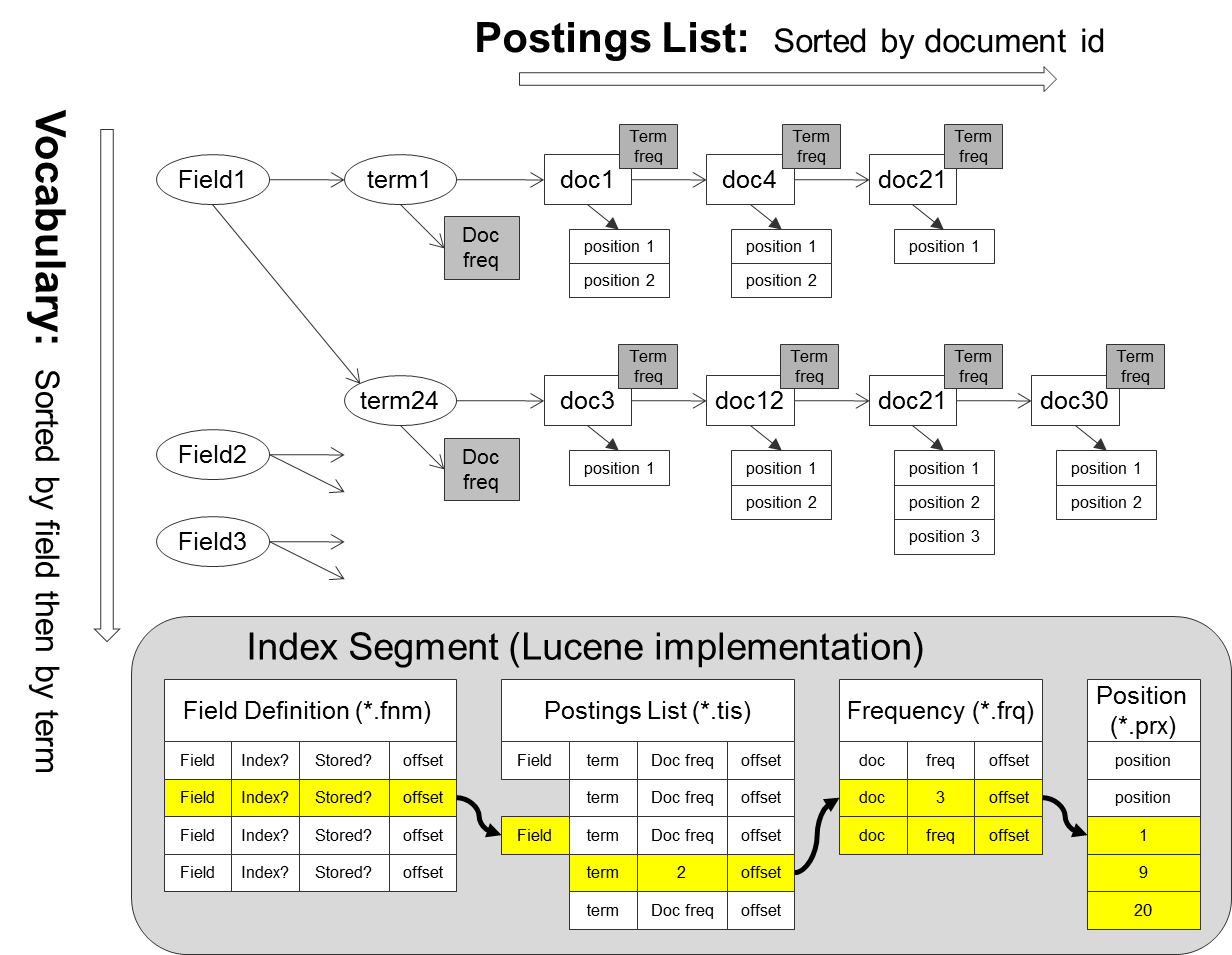 Postings List: Sorted by document id
Vocabulary: Sorted by field then by term
Term
freq
Term
freq
Term
freq
Field1
term1
doc1
doc4
doc21
Doc
freq
position 1
position 2
position 1
position 2
position 1
Term
freq
Term
freq
Term
freq
Term
freq
term24
doc3
doc12
doc21
doc30
Doc
freq
position 1
position 1
position 2
position 1
position 2
position 3
position 1
position 2
Field2
Field3
Index Segment (Lucene implementation)
Field Definition (*.fnm)
Field Index? Stored? offset
Field Index? Stored? offset
Field Index? Stored? offset
Field Index? Stored? offset
Postings List (*.tis)
Field term Doc freq offset
term Doc freq offset
Field term Doc freq offset
term 2 offset
term Doc freq offset
Frequency (*.frq)
doc freq offset
doc 3 offset
doc freq offset
Position
(*.prx)
position
position
1
9
20